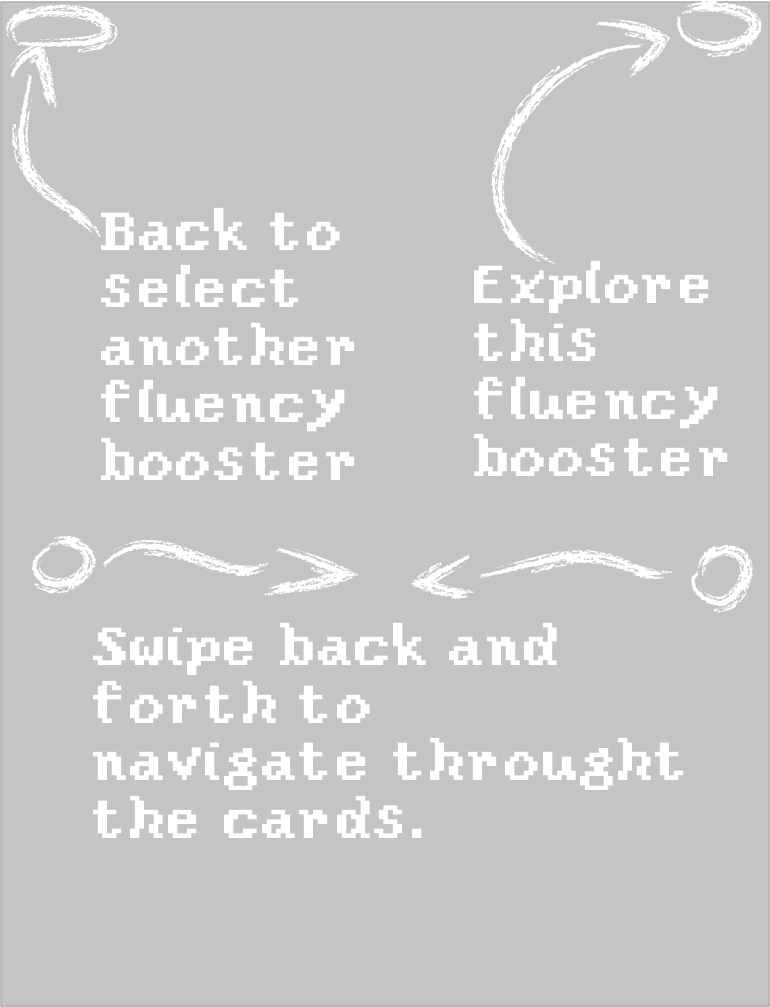 Back to
select
another
fluency
booster
Explore
this
fluency
booster
Swipe back and
forth to
navigate throught
the cards.